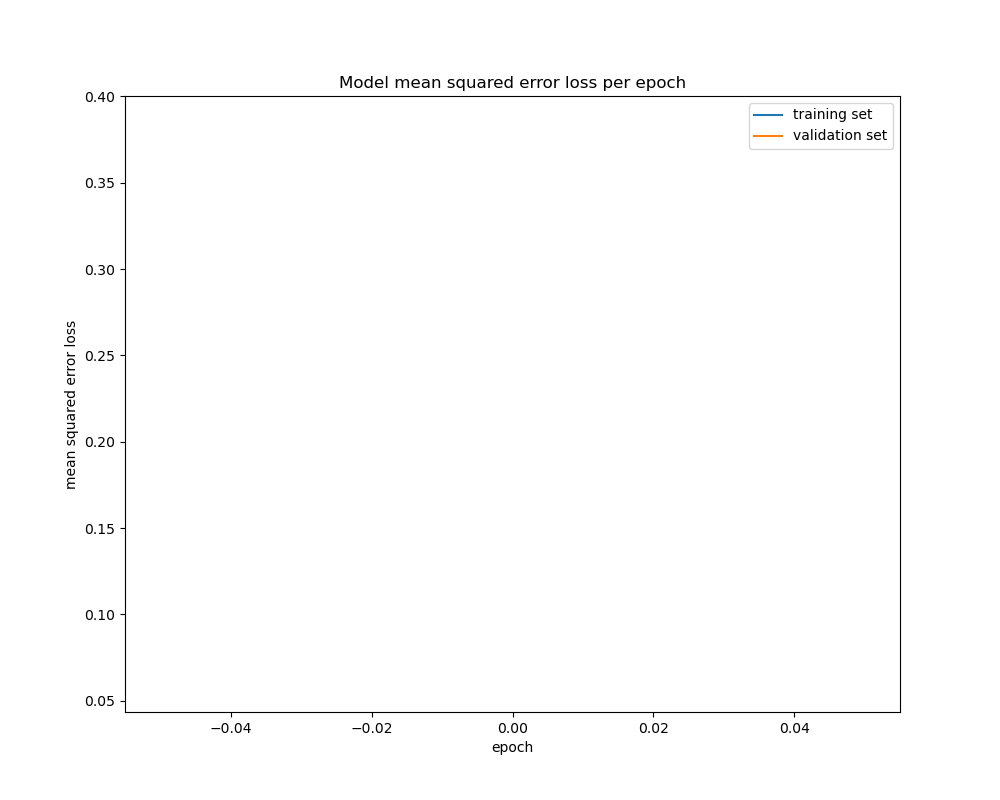 Model mean squared error loss per epoch
training set
validation set
0.40
0.35
0.30
0.25
0.20
0.15
0.10
0.05
mean squared error loss
−0.04
−0.02
0.00
0.02
0.04
epoch